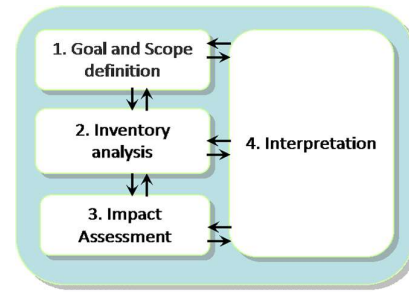 1. Goal and Scope
definition
2. Inventory
analysis
3. Impact
Assessment
4. Interpretation